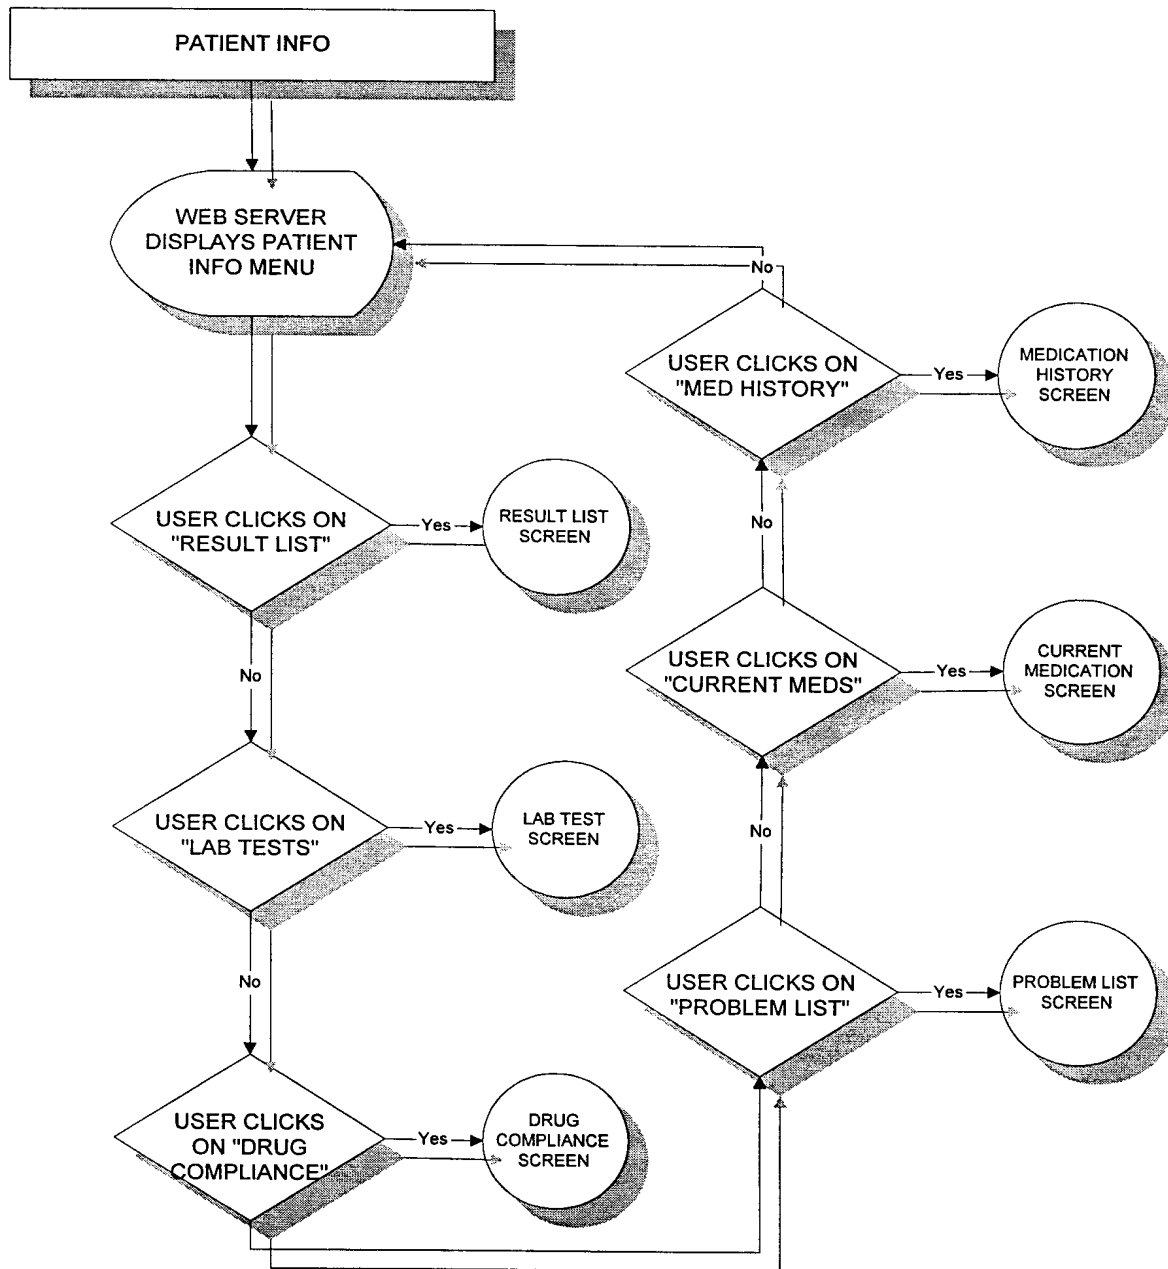 PATIENT INFO
WEB SERVER
DISPLAYS PATIENT
INFO MENU
USER CLICKS ON
"RESULT LIST"
Yes
RESULT LIST
SCREEN
No
USER CLICKS ON
"LAB TESTS"
Yes
LAB TEST
SCREEN
No
USER CLICKS
ON "DRUG
COMPLIANCE"
Yes
DRUG
COMPLIANCE
SCREEN
USER CLICKS ON
"PROBLEM LIST"
Yes
PROBLEM LIST
SCREEN
No
USER CLICKS ON
"CURRENT MEDS"
Yes
CURRENT
MEDICATION
SCREEN
No
USER CLICKS ON
"MED HISTORY"
Yes
MEDICATION
HISTORY
SCREEN
No